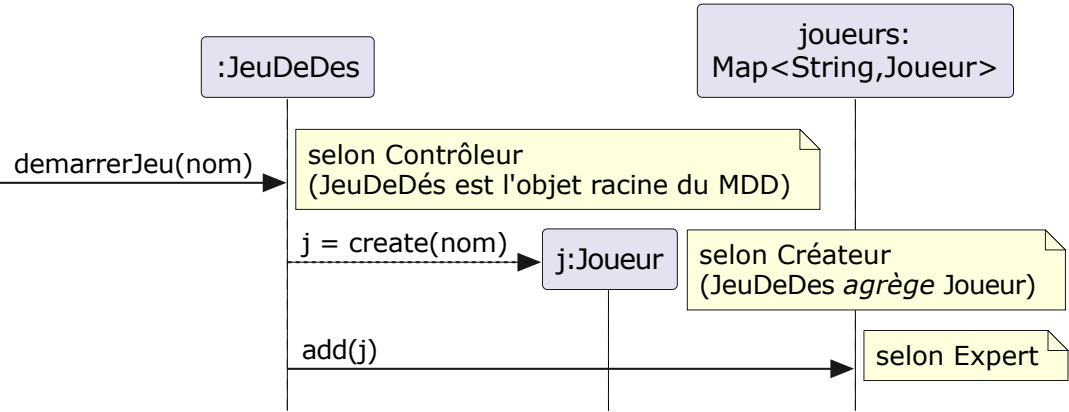 :JeuDeDes
joueurs:
Map<String,Joueur>
demarrerJeu(nom)
selon Contrôleur
(JeuDeDés est l'objet racine du MDD)
j = create(nom)
j:Joueur
selon Créateur
(JeuDeDes agrège Joueur)
add(j)
selon Expert